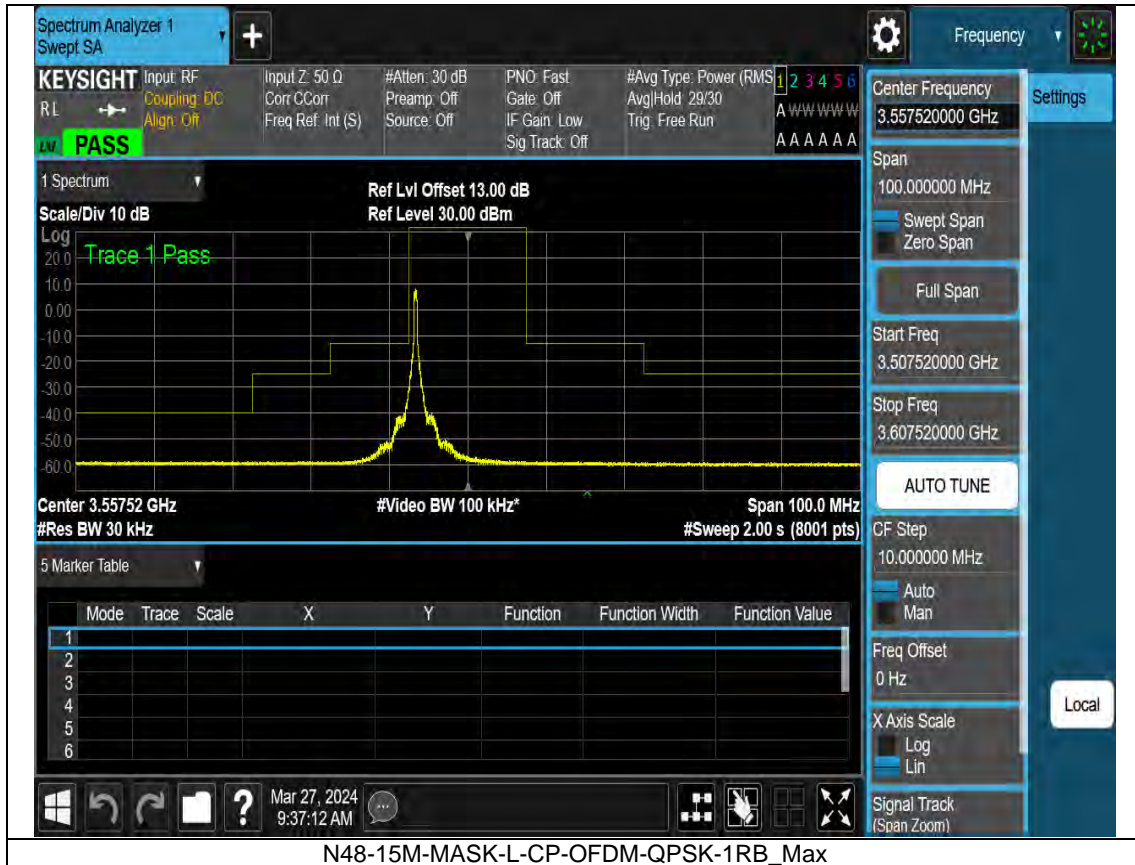 Spectrum Analyzer 1
Swept SA
+
Frequency
KEYSIGHT
Input: RF
Coupling: DC
Align: Off
Input Z: 50 Ω
Corr CCorr
Freq Ref: Int (S)
#Atten: 30 dB
Preamp: Off
Source: Off
PNO: Fast
Gate: Off
IF Gain: Low
Sig Track: Off
#Avg Type: Power (RMS
Avg|Hold: 29/30
Trig: Free Run
1 2 3 4 5 6
A W W W W W
A A A A A A
RL
PASS
1 Spectrum
Ref Lvl Offset 13.00 dB
Scale/Div 10 dB
Ref Level 30.00 dBm
Log
Trace 1 Pass
20.0
10.0
0.00
-10.0
-20.0
-30.0
-40.0
-50.0
-60.0
Center 3.55752 GHz
#Video BW 100 kHz*
Span 100.0 MHz
#Res BW 30 kHz
#Sweep 2.00 s (8001 pts)
5 Marker Table
Mode Trace Scale X Y Function Function Width Function Value
1
2
3
4
5
6
Center Frequency
3.557520000 GHz
Settings
Span
100.000000 MHz
Swept Span
Zero Span
Full Span
Start Freq
3.507520000 GHz
Stop Freq
3.607520000 GHz
AUTO TUNE
CF Step
10.000000 MHz
Auto
Man
Freq Offset
0 Hz
Local
X Axis Scale
Log
Lin
Signal Track
(Span Zoom)
?
Mar 27, 2024
9:37:12 AM
N48-15M-MASK-L-CP-OFDM-QPSK-1RB_Max